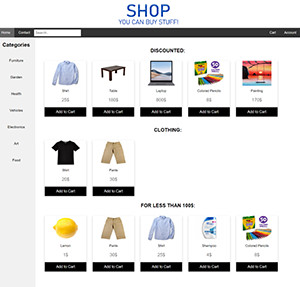 SHOP
YOU CAN BUY STUFF!
Home Contact Search... Cart Account
Categories
Furniture
Garden
Health
Vehicles
Electronics
Art
Food
DISCOUNTED:
Shirt Table Laptop Colored Pencils Painting
25$ 100$ 800$ 8$ 170$
Add to Cart Add to Cart Add to Cart Add to Cart Add to Cart
CLOTHING:
Shirt Pants
20$ 30$
Add to Cart Add to Cart
FOR LESS THAN 100$:
Lemon Pants Shirt Shampoo Colored Pencils
1$ 30$ 25$ 4$ 8$
Add to Cart Add to Cart Add to Cart Add to Cart Add to Cart